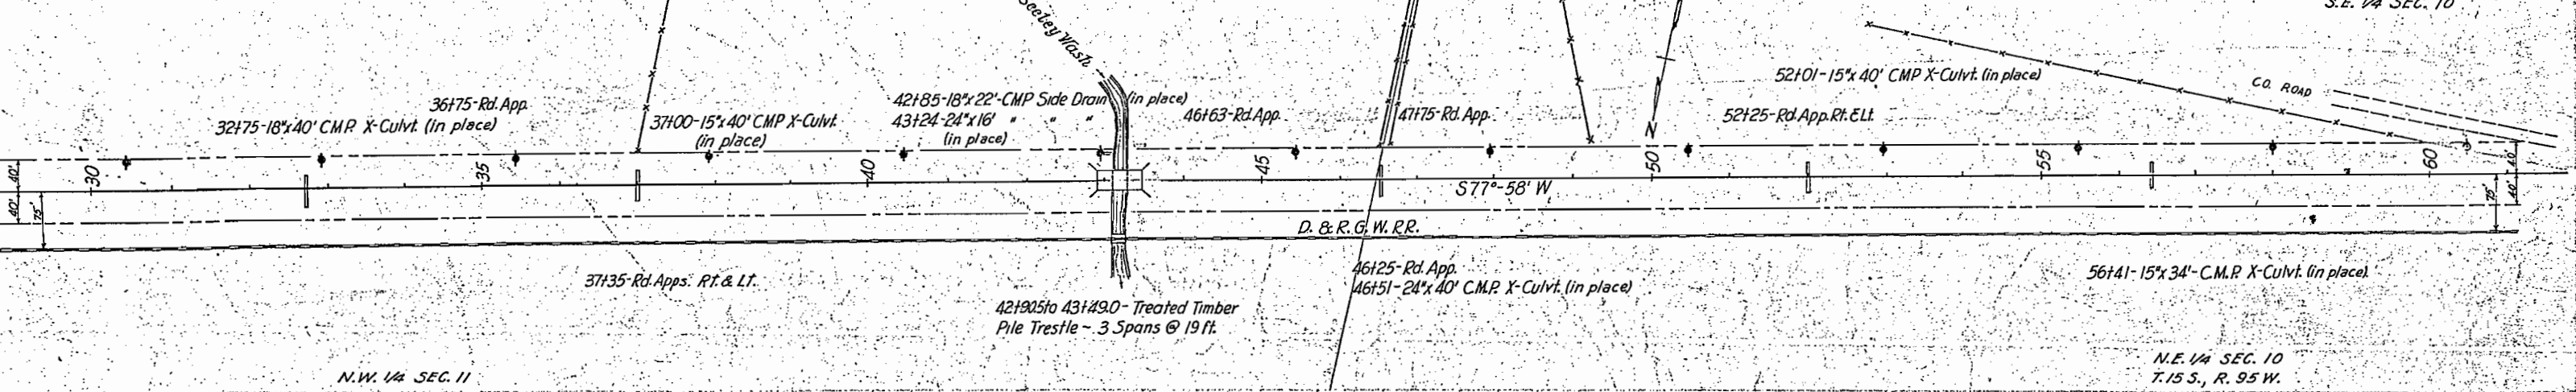 S.E. 1/4 SEC. 10
Seeley Wash
52+01-15"x 40' CMP X-Culvt. (in place)
CO. ROAD
36+75-Rd. App.
42+85-18"x22'-CMP Side Drain (in place)
43+24-24"x16' " " "
(in place)
46+63-Rd. App.
47+75-Rd. App.
52+25-Rd. App. Rt. & Lt.
32+75-18"x40' CMP. X-Culvt. (in place)
37+00-15"x 40' CMP X-Culvt.
(in place)
N
30
35
40
45
50
55
60
40'
40'
75'
40'
40'
75'
S77°-58' W
D. & R. G. W. RR.
37+35-Rd. Apps. Rt. & Lt.
46+25-Rd. App.
46+51-24"x 40' C.M.P. X-Culvt. (in place)
56+41-15"x 34'-C.M.P. X-Culvt. (in place)
42+90.5 to 43+49.0-Treated Timber
Pile Trestle ~ 3 Spans @ 19 ft.
N.W. 1/4 SEC. 11
N.E. 1/4 SEC. 10
T. 15 S., R. 95 W.